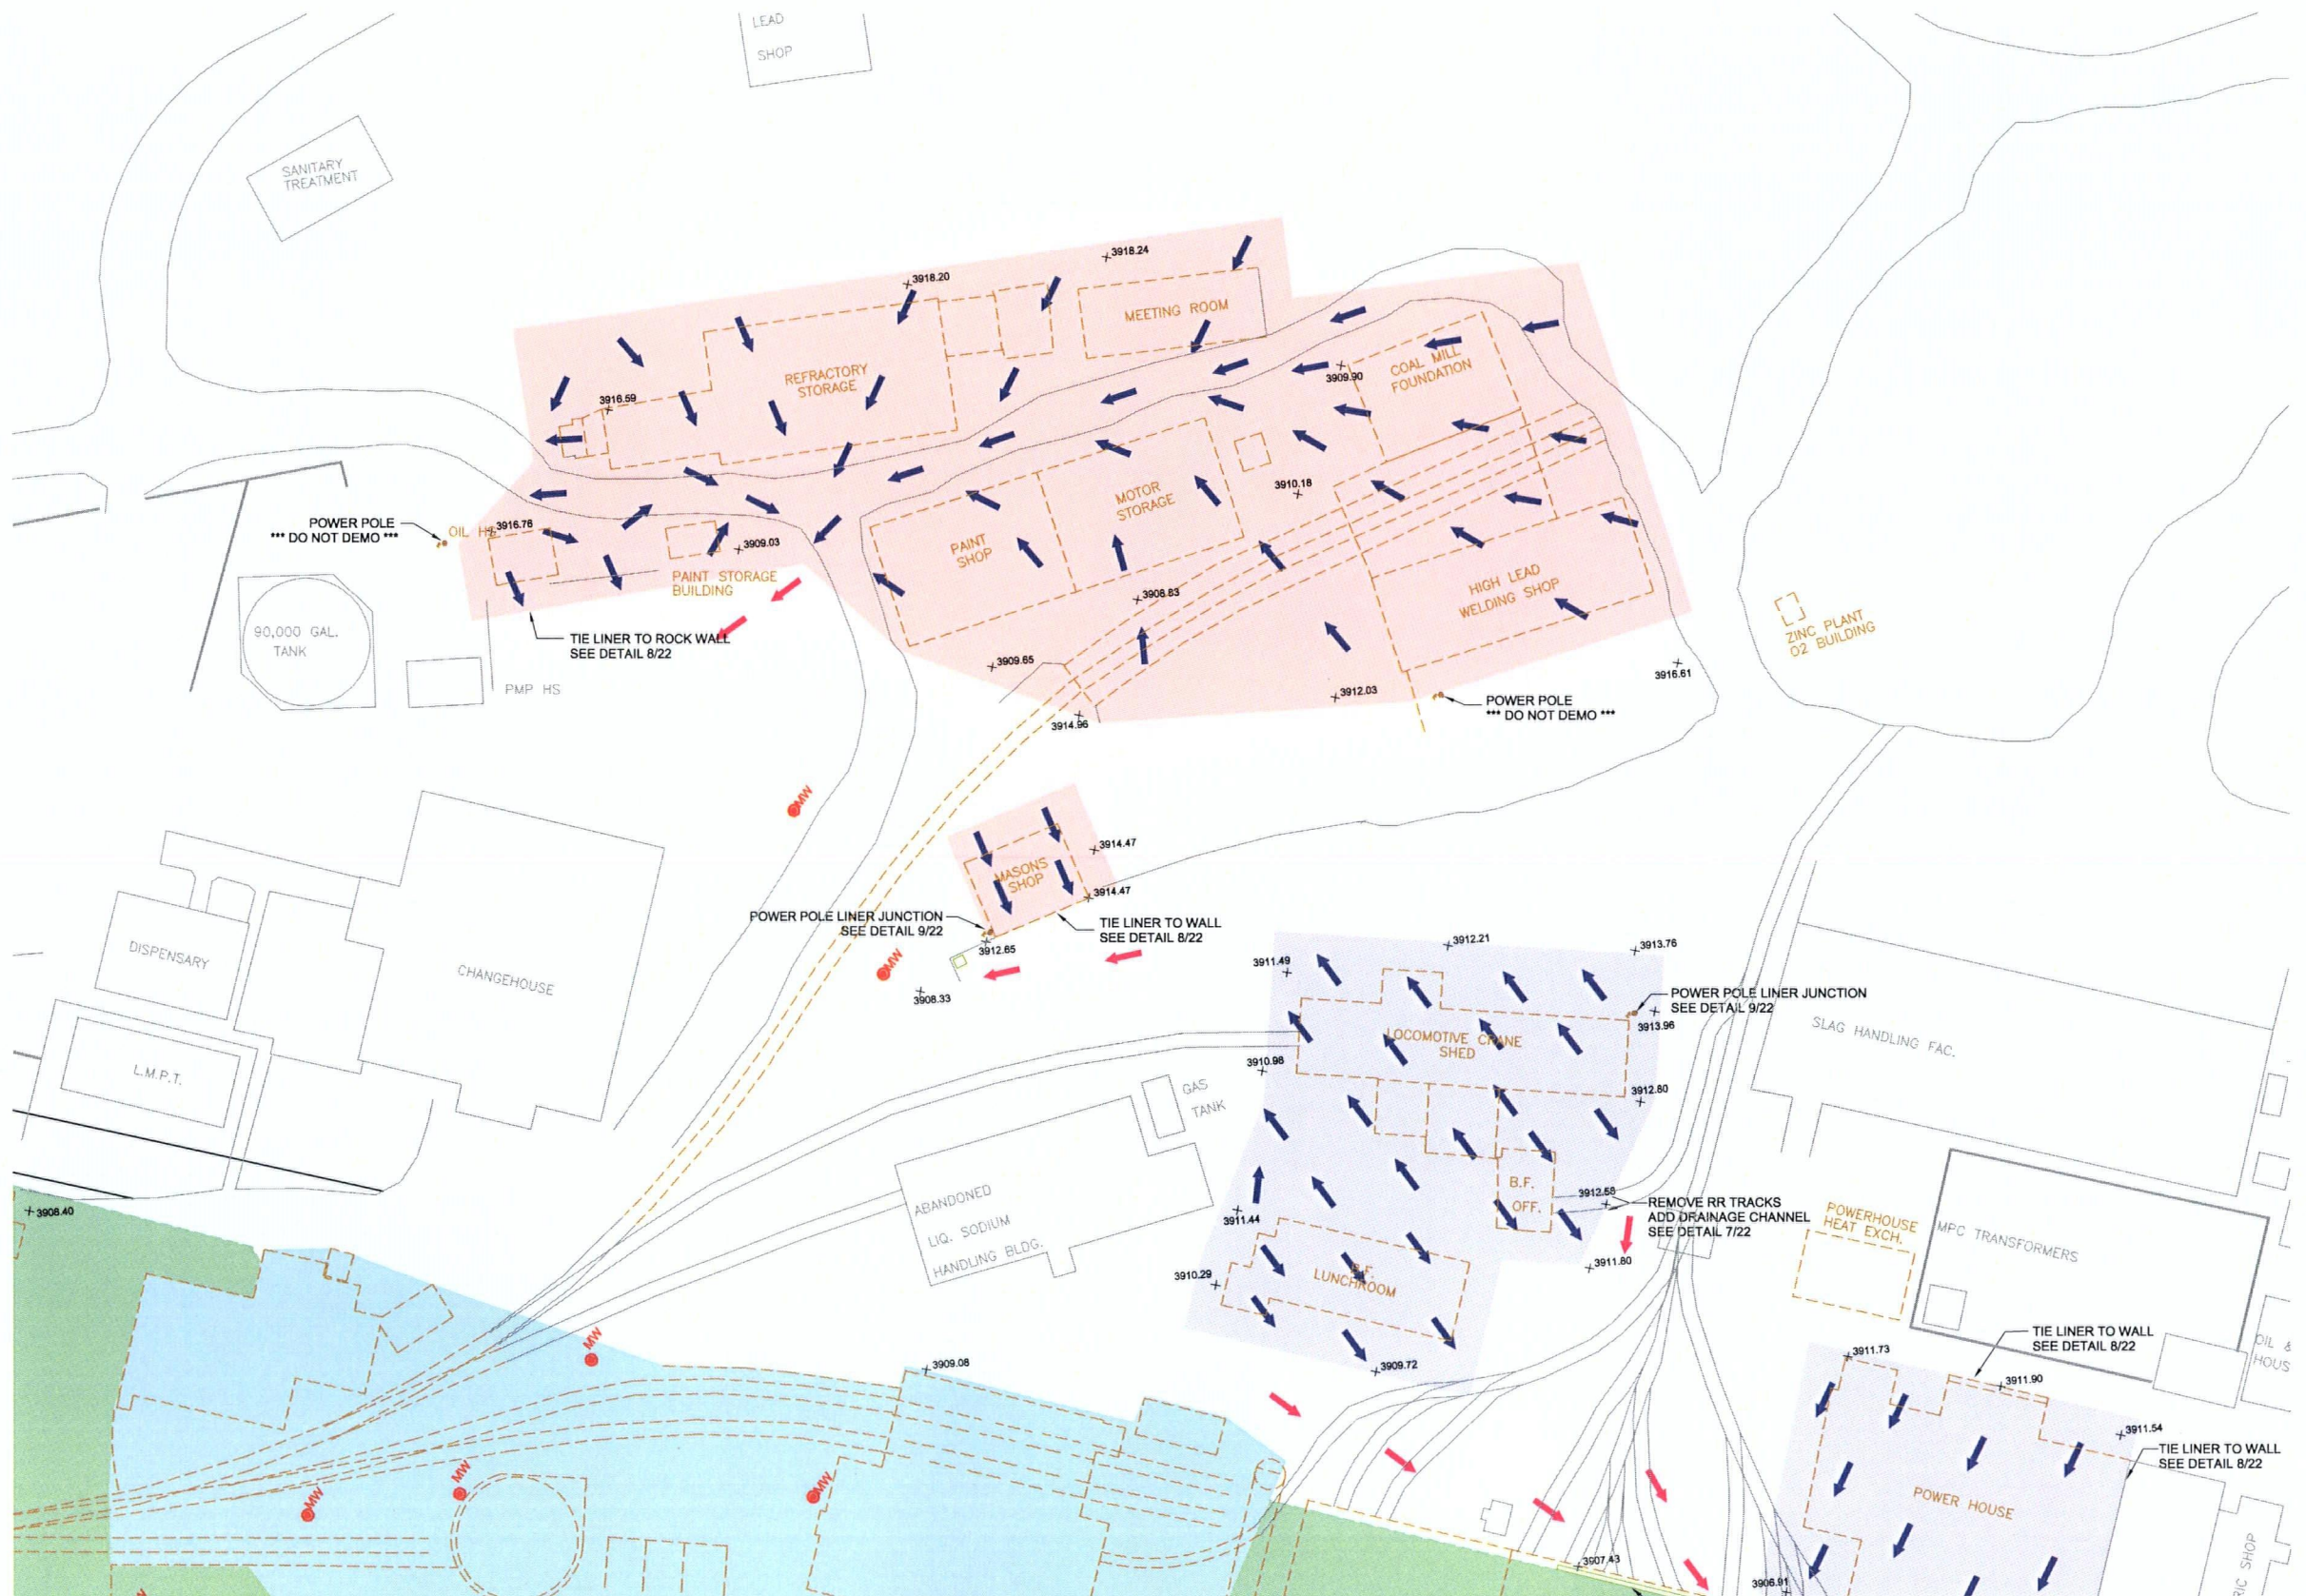 LEAD
SHOP
SANITARY
TREATMENT
3918.24
3918.20
MEETING ROOM
REFRACTORY
STORAGE
COAL MILL
FOUNDATION
3909.90
3916.59
MOTOR
STORAGE
3910.18
POWER POLE
*** DO NOT DEMO ***
OIL HS
3916.76
3909.03
PAINT
SHOP
PAINT STORAGE
BUILDING
HIGH LEAD
WELDING SHOP
3908.83
90,000 GAL.
TANK
TIE LINER TO ROCK WALL
SEE DETAIL 8/22
ZINC PLANT
O2 BUILDING
3909.65
3916.61
PMP HS
3912.03
POWER POLE
*** DO NOT DEMO ***
3914.96
MW
3914.47
MASONS
SHOP
3914.47
POWER POLE LINER JUNCTION
SEE DETAIL 9/22
TIE LINER TO WALL
SEE DETAIL 8/22
3912.65
MW
3908.33
DISPENSARY
CHANGEHOUSE
L.M.P.T.
3911.49
3912.21
3913.76
POWER POLE LINER JUNCTION
SEE DETAIL 9/22
3913.96
LOCOMOTIVE CRANE
SHED
SLAG HANDLING FAC.
3910.98
3912.80
GAS
TANK
B.F.
OFF.
3912.58
REMOVE RR TRACKS
ADD DRAINAGE CHANNEL
SEE DETAIL 7/22
3911.44
3908.40
ABANDONED
LIQ. SODIUM
HANDLING BLDG.
POWERHOUSE
HEAT EXCH.
MPC TRANSFORMERS
3911.80
3910.29
B.F.
LUNCHROOM
TIE LINER TO WALL
SEE DETAIL 8/22
OIL &
HOUS
MW
3909.08
3909.72
3911.73
3911.90
3911.54
TIE LINER TO WALL
SEE DETAIL 8/22
MW
MW
MW
POWER HOUSE
3907.43
3906.91
RIC SHOP